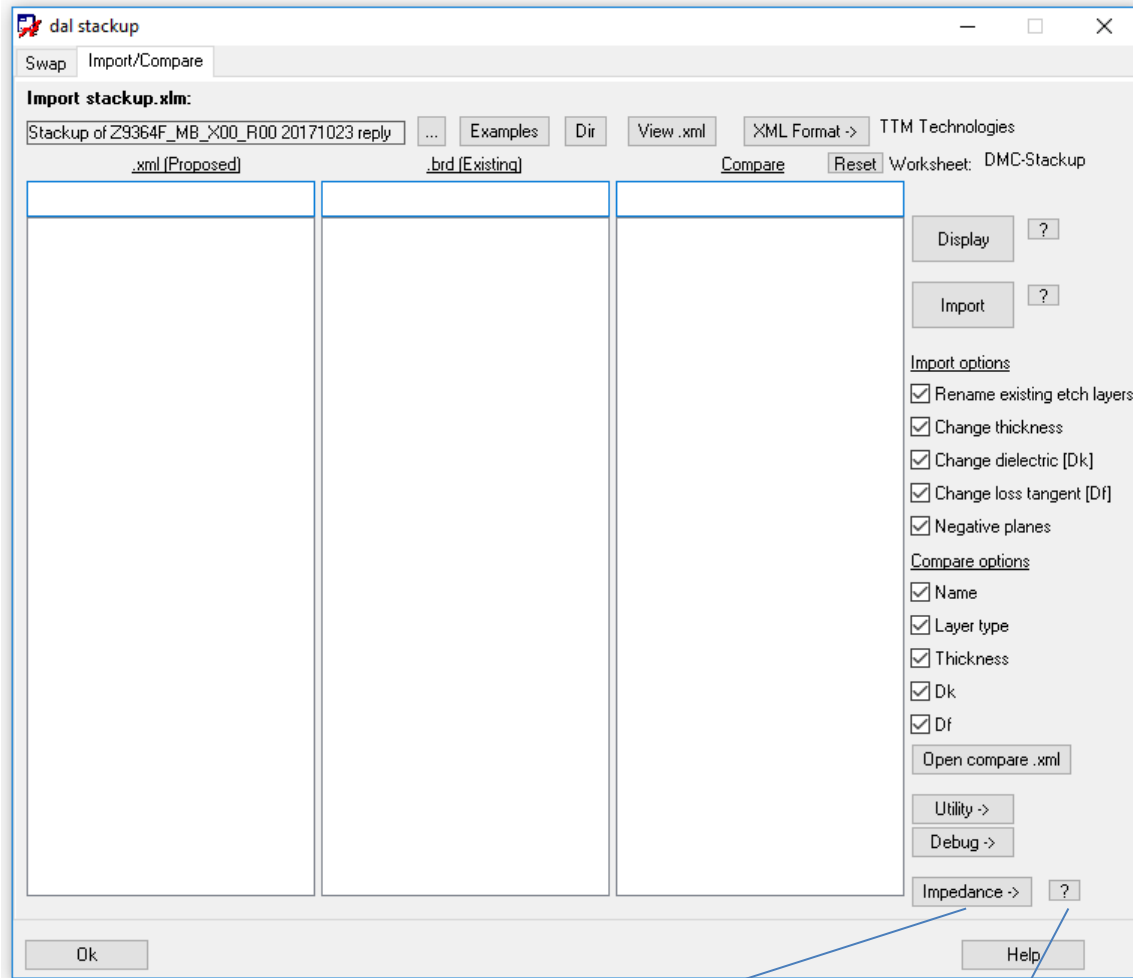 dal stackup
Swap Import/Compare
Import stackup.xlm:
Stackup of Z9364F_MB_X00_R00 20171023 reply ... Examples Dir View .xml XML Format -> TTM Technologies
.xml (Proposed) .brd (Existing) Compare Reset Worksheet: DMC-Stackup
Display ?
Import ?
Import options
Rename existing etch layers
Change thickness
Change dielectric [Dk]
Change loss tangent [Df]
Negative planes
Compare options
Name
Layer type
Thickness
Dk
Df
Open compare .xml
Utility ->
Debug ->
Impedance -> ?
Ok Help